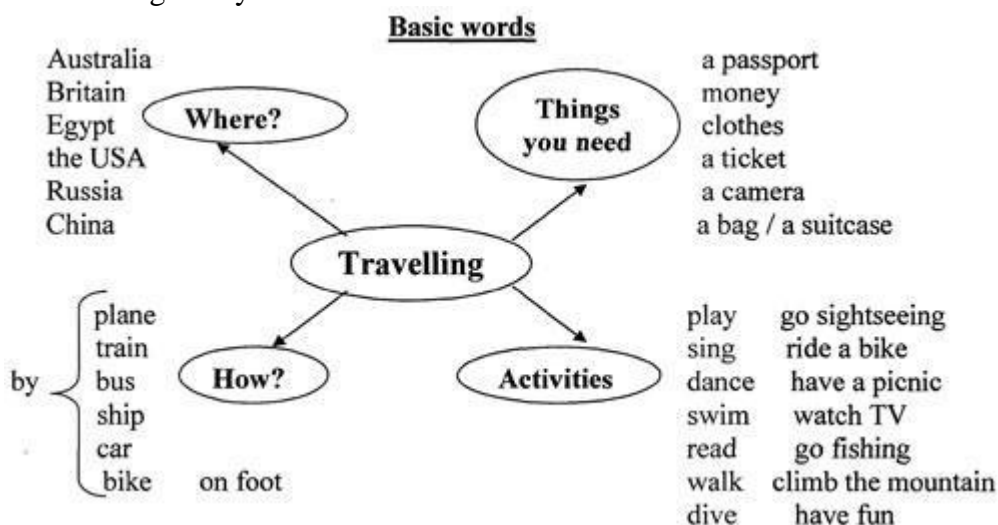 Basic words
Australia
Britain
Egypt
the USA
Russia
China
Where?
Things
you need
a passport
money
clothes
a ticket
a camera
a bag / a suitcase
Travelling
by
plane
train
bus
ship
car
bike on foot
How?
Activities
play go sightseeing
sing ride a bike
dance have a picnic
swim watch TV
read go fishing
walk climb the mountain
dive have fun